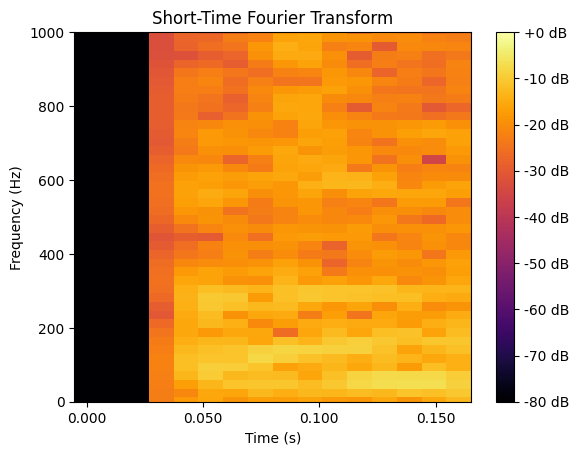 Short-Time Fourier Transform
Frequency (Hz)
1000
800
600
400
200
0
0.000
0.050
0.100
0.150
Time (s)
+0 dB
-10 dB
-20 dB
-30 dB
-40 dB
-50 dB
-60 dB
-70 dB
-80 dB